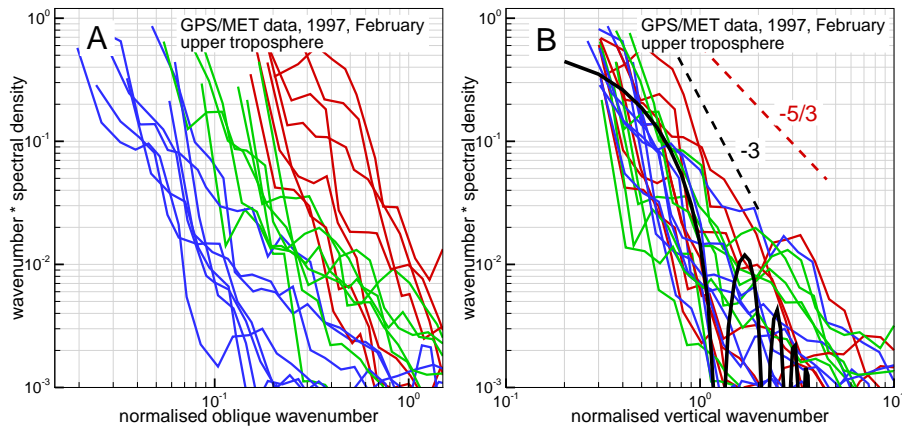 A
GPS/MET data, 1997, February
upper troposphere
10^0
10^-1
10^-2
10^-3
wavenumber * spectral density
10^-1
10^0
normalised oblique wavenumber
B
GPS/MET data, 1997, February
upper troposphere
-5/3
-3
10^0
10^-1
10^-2
10^-3
wavenumber * spectral density
10^-1
10^0
normalised vertical wavenumber